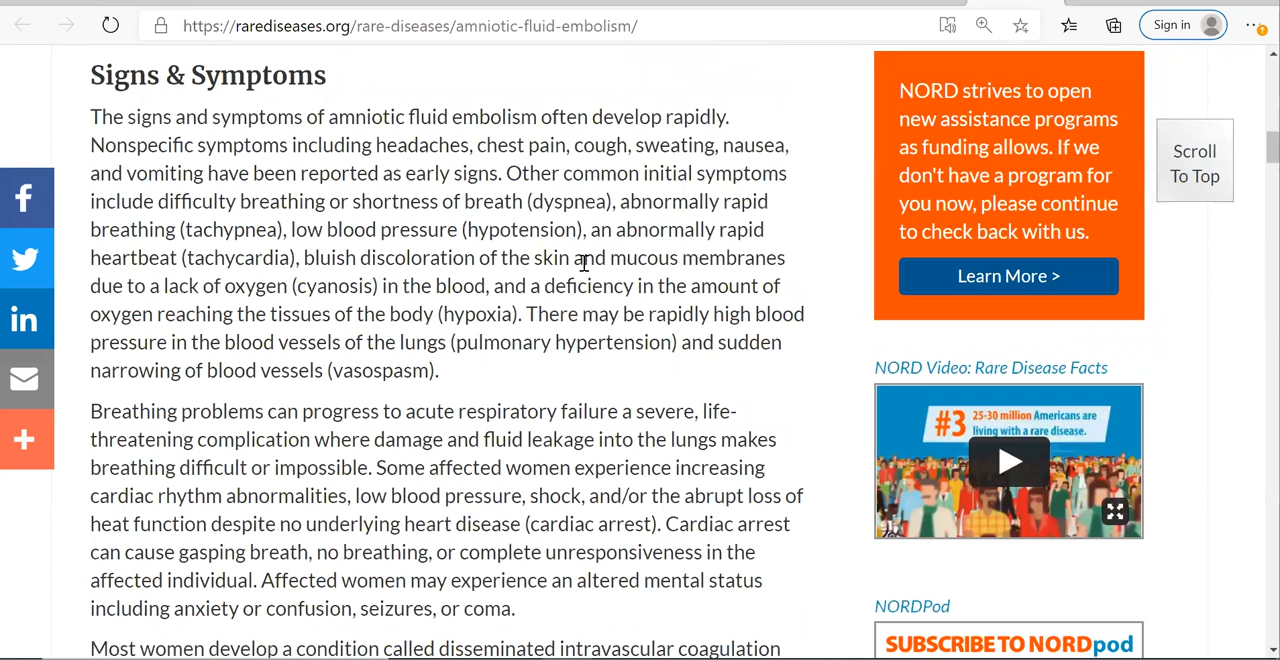 https://rarediseases.org/rare-diseases/amniotic-fluid-embolism/
Sign in
Signs & Symptoms
The signs and symptoms of amniotic fluid embolism often develop rapidly.
Nonspecific symptoms including headaches, chest pain, cough, sweating, nausea,
and vomiting have been reported as early signs. Other common initial symptoms
include difficulty breathing or shortness of breath (dyspnea), abnormally rapid
breathing (tachypnea), low blood pressure (hypotension), an abnormally rapid
heartbeat (tachycardia), bluish discoloration of the skin and mucous membranes
due to a lack of oxygen (cyanosis) in the blood, and a deficiency in the amount of
oxygen reaching the tissues of the body (hypoxia). There may be rapidly high blood
pressure in the blood vessels of the lungs (pulmonary hypertension) and sudden
narrowing of blood vessels (vasospasm).
Breathing problems can progress to acute respiratory failure a severe, life-
threatening complication where damage and fluid leakage into the lungs makes
breathing difficult or impossible. Some affected women experience increasing
cardiac rhythm abnormalities, low blood pressure, shock, and/or the abrupt loss of
heat function despite no underlying heart disease (cardiac arrest). Cardiac arrest
can cause gasping breath, no breathing, or complete unresponsiveness in the
affected individual. Affected women may experience an altered mental status
including anxiety or confusion, seizures, or coma.
Most women develop a condition called disseminated intravascular coagulation
NORD strives to open
new assistance programs
as funding allows. If we
don't have a program for
you now, please continue
to check back with us.
Learn More >
Scroll
To Top
NORD Video: Rare Disease Facts
#3 25-30 million Americans are
living with a rare disease.
NORDPod
SUBSCRIBE TO NORDpod